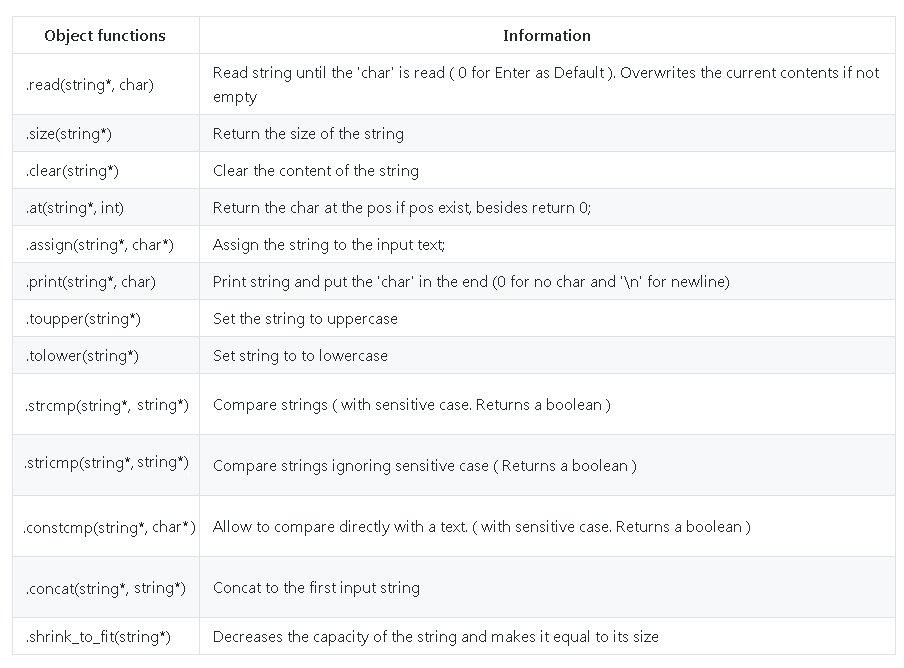 Object functions Information
.read(string*, char) Read string until the 'char' is read ( 0 for Enter as Default ). Overwrites the current contents if not
empty
.size(string*) Return the size of the string
.clear(string*) Clear the content of the string
.at(string*, int) Return the char at the pos if pos exist, besides return 0;
.assign(string*, char*) Assign the string to the input text;
.print(string*, char) Print string and put the 'char' in the end (0 for no char and '\n' for newline)
.toupper(string*) Set the string to uppercase
.tolower(string*) Set string to to lowercase
.strcmp(string*, string*) Compare strings ( with sensitive case. Returns a boolean )
.stricmp(string*, string*) Compare strings ignoring sensitive case ( Returns a boolean )
.constcmp(string*, char*) Allow to compare directly with a text. ( with sensitive case. Returns a boolean )
.concat(string*, string*) Concat to the first input string
.shrink_to_fit(string*) Decreases the capacity of the string and makes it equal to its size